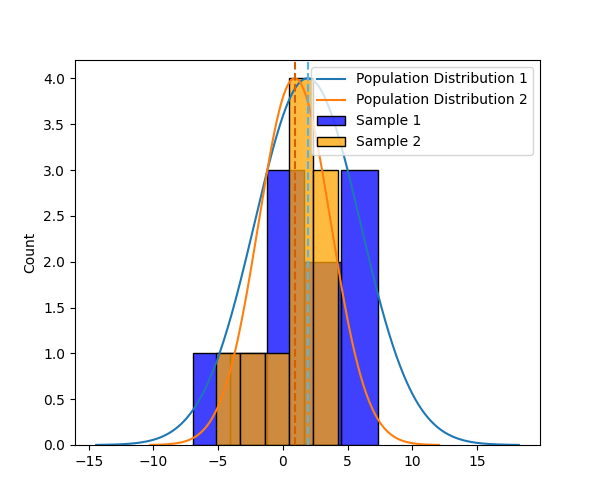 Population Distribution 1
Population Distribution 2
Sample 1
Sample 2
4.0
3.5
3.0
2.5
2.0
1.5
1.0
0.5
0.0
Count
−15 −10 −5 0 5 10 15